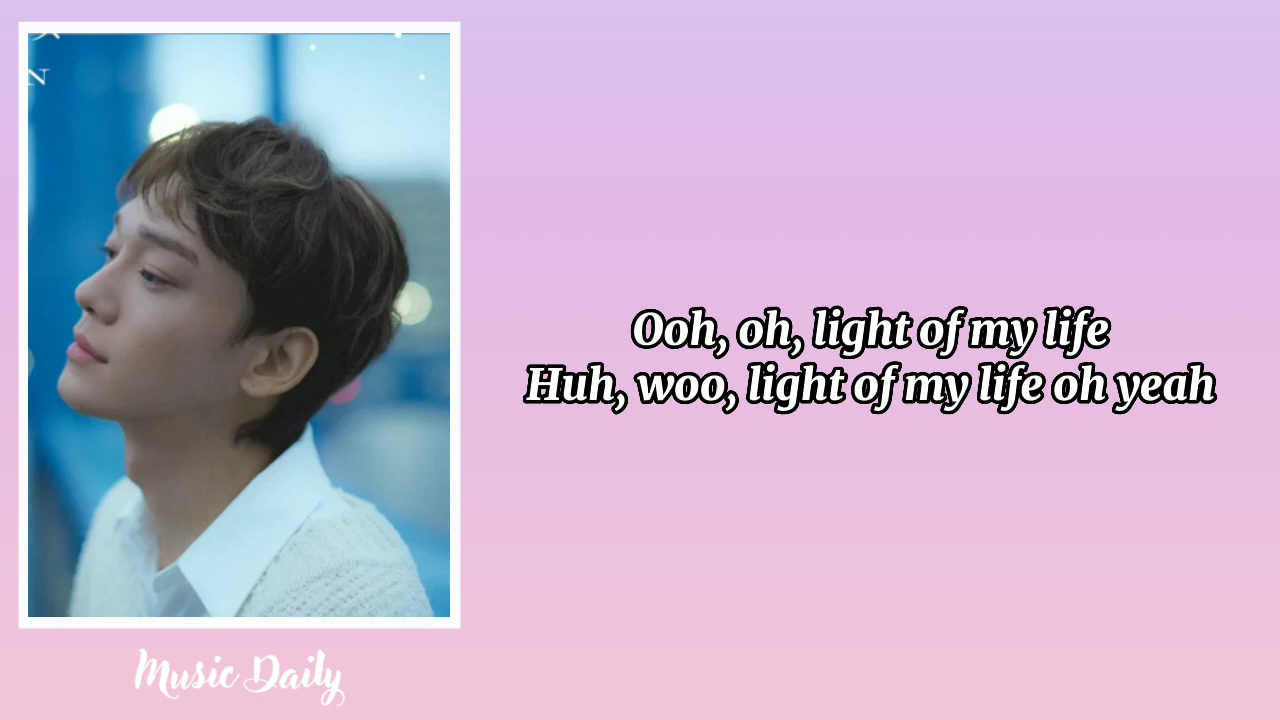 N
Ooh, oh, light of my life
Huh, woo, light of my life oh yeah
Music Daily